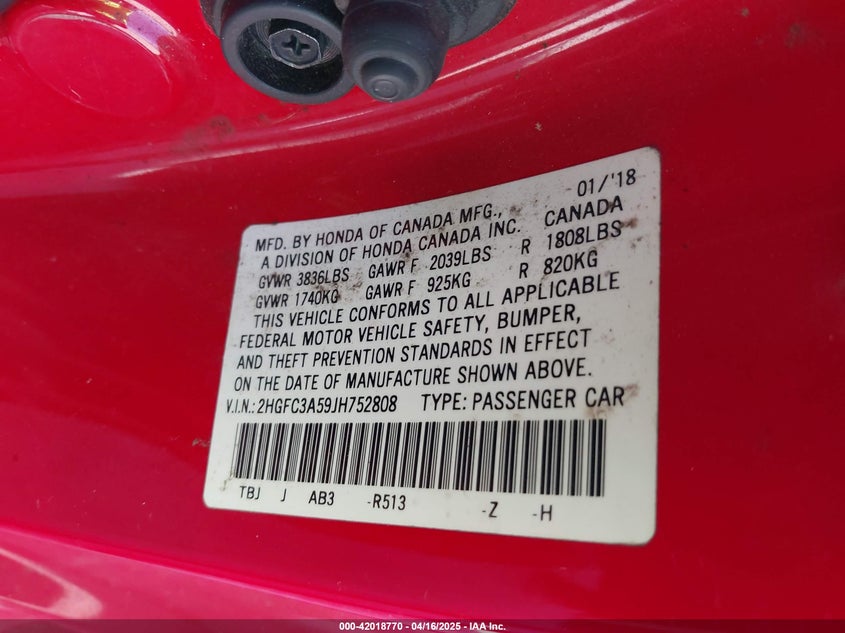 01/'18
MFD. BY HONDA OF CANADA MFG.,
A DIVISION OF HONDA CANADA INC. CANADA
GVWR 3836LBS GAWR F 2039LBS R 1808LBS
GVWR 1740KG GAWR F 925KG R 820KG
THIS VEHICLE CONFORMS TO ALL APPLICABLE
FEDERAL MOTOR VEHICLE SAFETY, BUMPER,
AND THEFT PREVENTION STANDARDS IN EFFECT
ON THE DATE OF MANUFACTURE SHOWN ABOVE.
V.I.N.: 2HGFC3A59JH752808 TYPE: PASSENGER CAR
TBJ J AB3 -R513 -Z -H
000-42018770 - 04/16/2025 - IAA Inc.